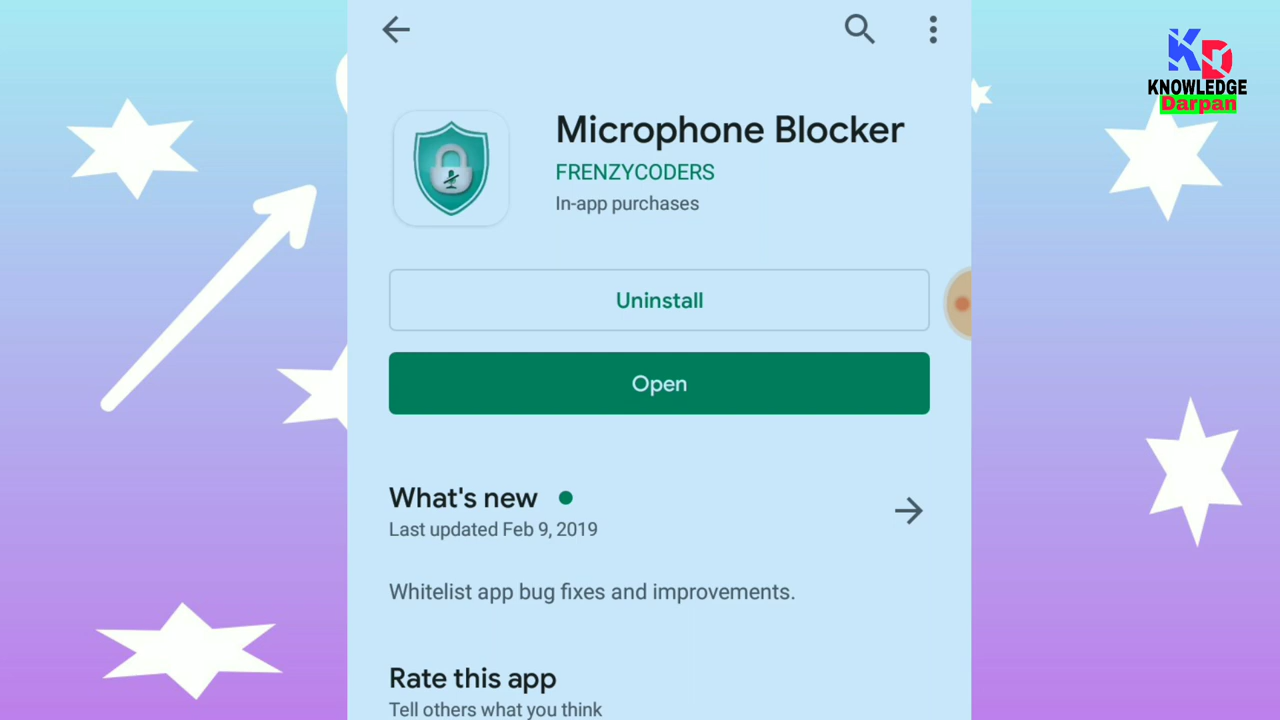 Microphone Blocker
FRENZYCODERS
In-app purchases
Uninstall
Open
What's new
Last updated Feb 9, 2019
Whitelist app bug fixes and improvements.
Rate this app
Tell others what you think
KD
KNOWLEDGE
Darpan